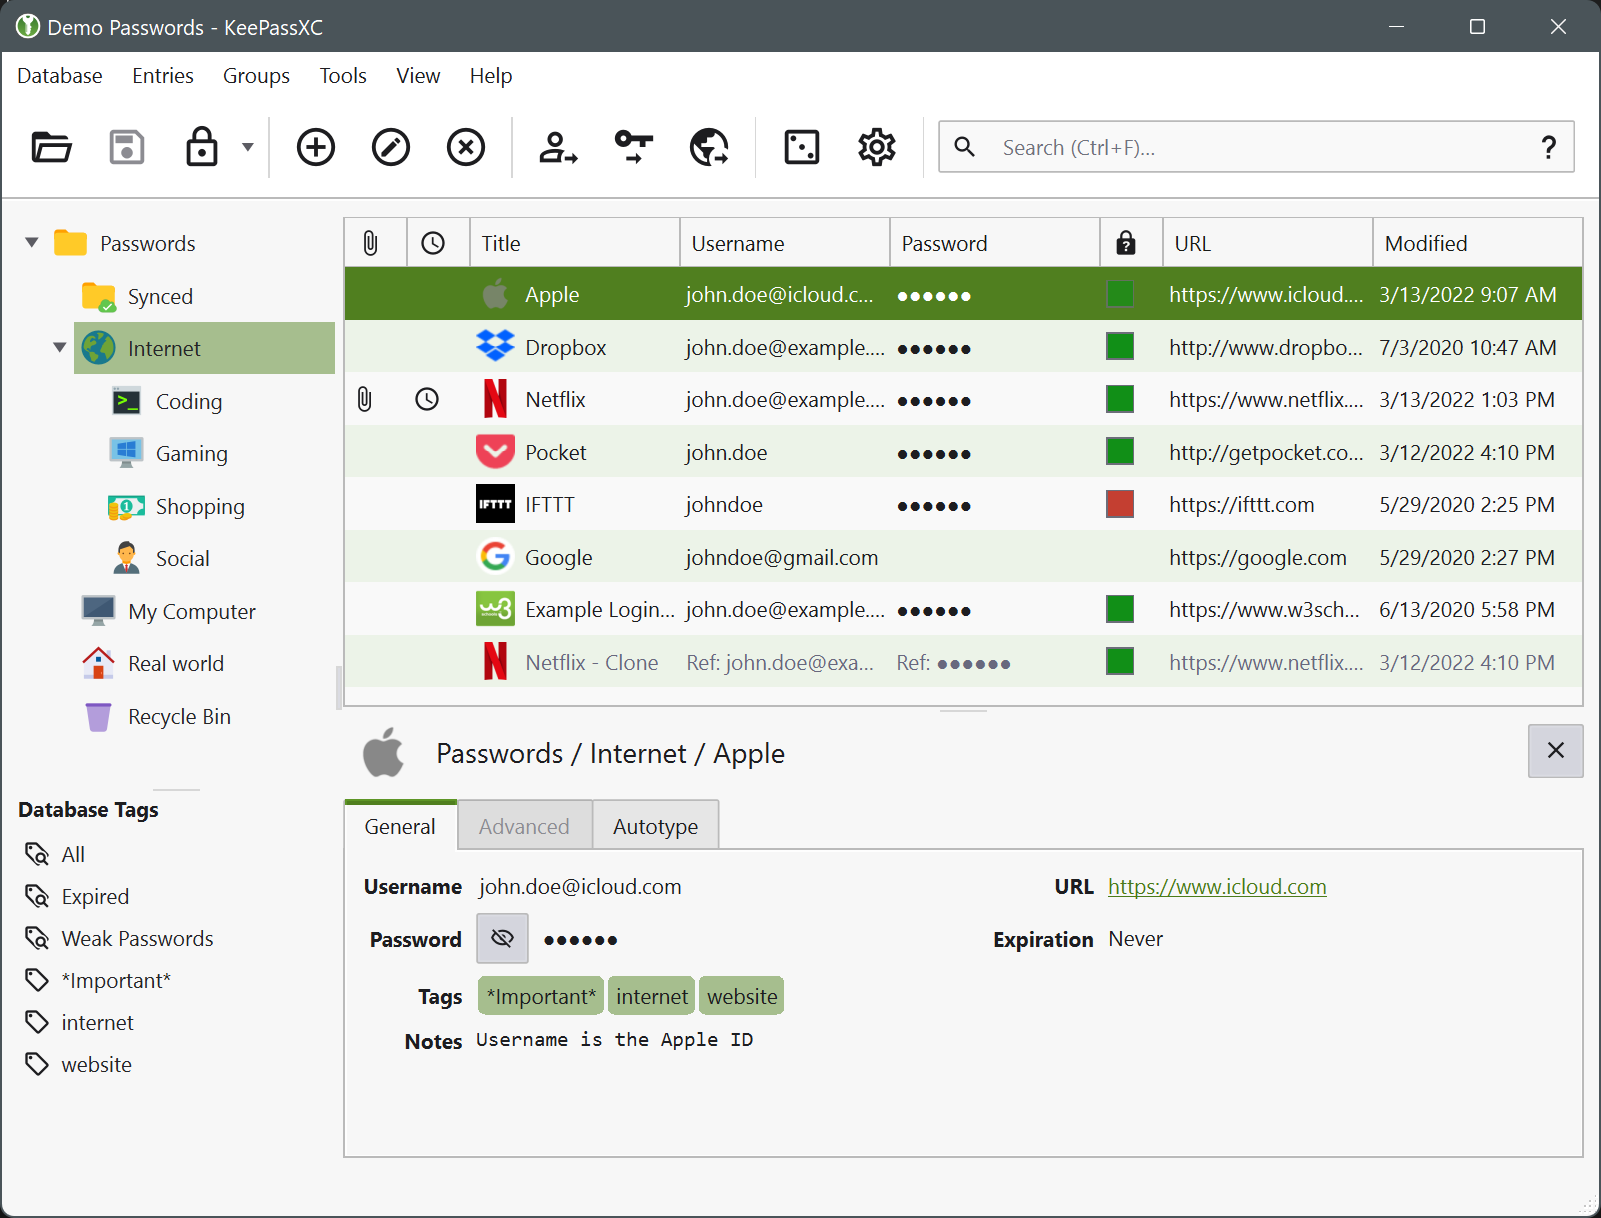 Demo Passwords - KeePassXC
Database Entries Groups Tools View Help
Search (Ctrl+F)... ?
Passwords
Synced
Internet
Coding
Gaming
Shopping
Social
My Computer
Real world
Recycle Bin
Database Tags
All
Expired
Weak Passwords
*Important*
internet
website
Title Username Password URL Modified
Apple john.doe@icloud.c... ●●●●●● https://www.icloud.... 3/13/2022 9:07 AM
Dropbox john.doe@example.... ●●●●●● http://www.dropbo... 7/3/2020 10:47 AM
Netflix john.doe@example.... ●●●●●● https://www.netflix.... 3/13/2022 1:03 PM
Pocket john.doe ●●●●●● http://getpocket.co... 3/12/2022 4:10 PM
IFTTT IFTTT johndoe ●●●●●● https://ifttt.com 5/29/2020 2:25 PM
Google johndoe@gmail.com https://google.com 5/29/2020 2:27 PM
Example Login... john.doe@example.... ●●●●●● https://www.w3sch... 6/13/2020 5:58 PM
Netflix - Clone Ref: john.doe@exa... Ref: ●●●●●● https://www.netflix.... 3/12/2022 4:10 PM
Passwords / Internet / Apple
General Advanced Autotype
Username john.doe@icloud.com URL https://www.icloud.com
Password ●●●●●● Expiration Never
Tags *Important* internet website
Notes Username is the Apple ID